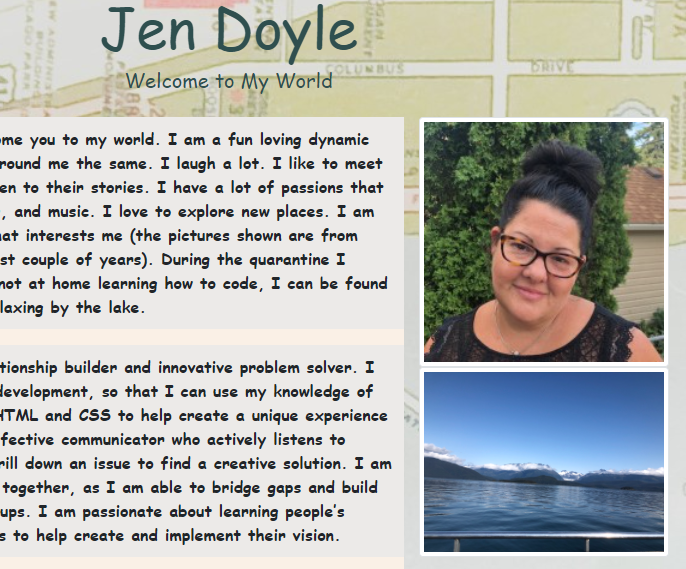 Jen Doyle
Welcome to My World
COLUMBUS
DRIVE
ome you to my world. I am a fun loving dynamic
round me the same. I laugh a lot. I like to meet
en to their stories. I have a lot of passions that
, and music. I love to explore new places. I am
hat interests me (the pictures shown are from
st couple of years). During the quarantine I
not at home learning how to code, I can be found
laxing by the lake.
tionship builder and innovative problem solver. I
development, so that I can use my knowledge of
HTML and CSS to help create a unique experience
fective communicator who actively listens to
rill down an issue to find a creative solution. I am
together, as I am able to bridge gaps and build
ups. I am passionate about learning people's
s to help create and implement their vision.